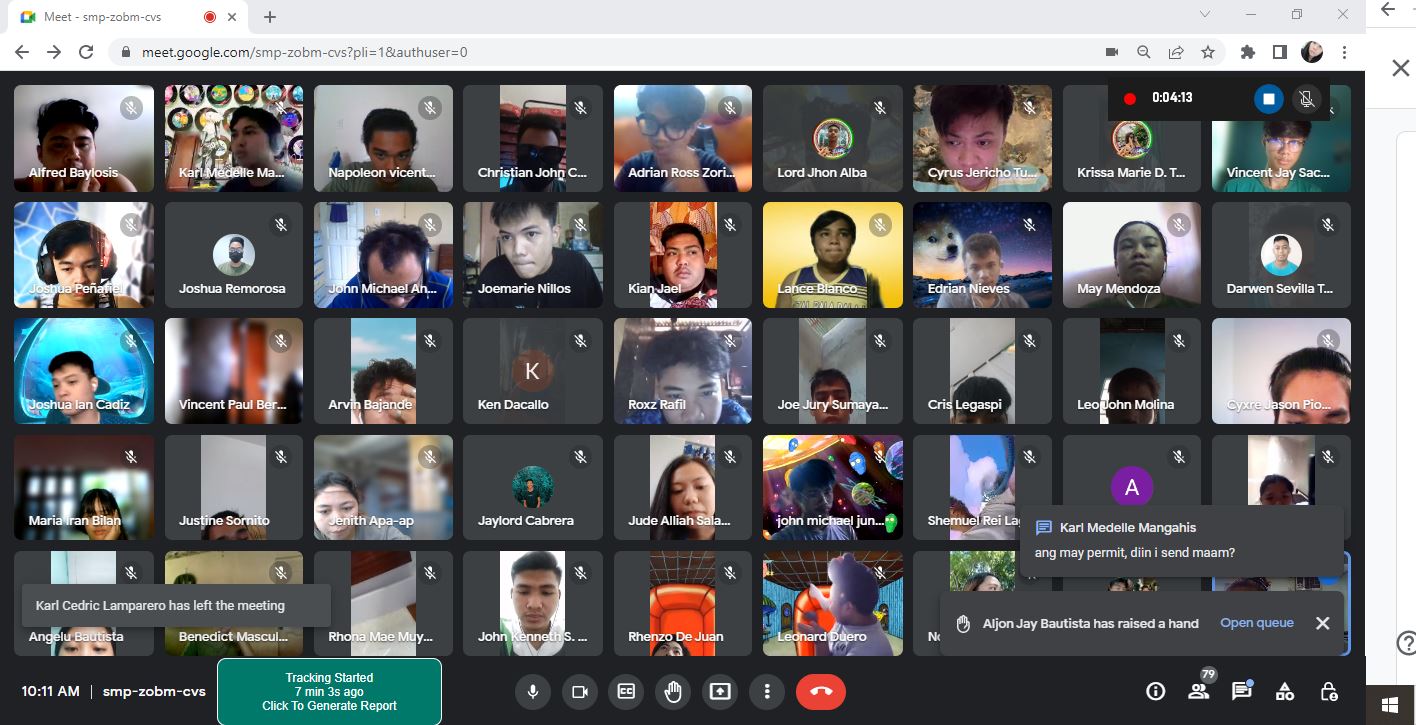 Meet - smp-zobm-cvs
meet.google.com/smp-zobm-cvs?pli=1&authuser=0
0:04:13
Alfred Baylosis
Karl Medelle Ma...
Napoleon vicent...
Christian John C...
Adrian Ross Zori...
Lord Jhon Alba
Cyrus Jericho Tu...
Krissa Marie D. T...
Vincent Jay Sac...
Joshua Peñafiel
Joshua Remorosa
John Michael An...
Joemarie Nillos
Kian Jael
Lance Blanco
Edrian Nieves
May Mendoza
Darwen Sevilla T...
Joshua Ian Cadiz
Vincent Paul Ber...
Arvin Bajande
K
Ken Dacallo
Roxz Rafil
Joe Jury Sumaya...
Cris Legaspi
Leo John Molina
Cyxre Jason Pio...
Maria Iran Bilan
Justine Sornito
Jenith Apa-ap
Jaylord Cabrera
Jude Alliah Sala...
john michael jun...
Shemuel Rei La
A
Karl Medelle Mangahis
ang may permit, diin i send maam?
Karl Cedric Lamparero has left the meeting
Angelu Bautista
Benedict Mascul...
Rhona Mae Muy...
John Kenneth S. ...
Rhenzo De Juan
Leonard Duero
Aljon Jay Bautista has raised a hand
Open queue
10:11 AM | smp-zobm-cvs
Tracking Started
7 min 3s ago
Click To Generate Report
79